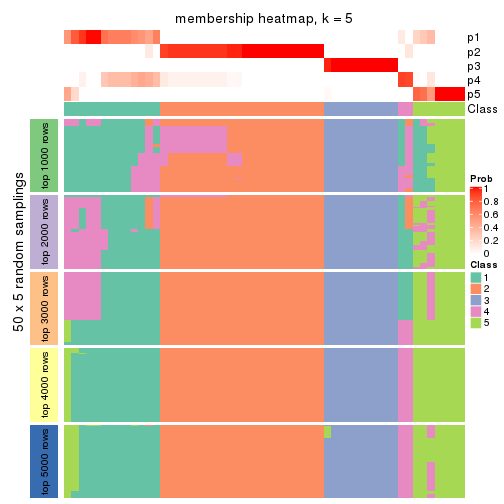 membership heatmap, k = 5
p1
p2
p3
p4
p5
Class
50 x 5 random samplings
top 1000 rows
top 2000 rows
top 3000 rows
top 4000 rows
top 5000 rows
Prob
1
0.8
0.6
0.4
0.2
0
Class
1
2
3
4
5